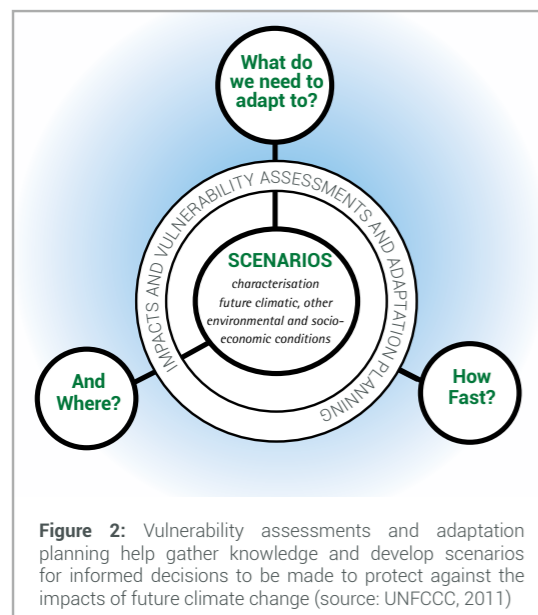 What do
we need to
adapt to?
IMPACTS AND VULNERABILITY ASSESSMENTS AND ADAPTATION PLANNING
SCENARIOS
characterisation
future climatic, other
environmental and socio-
economic conditions
And
Where?
How
Fast?
Figure 2: Vulnerability assessments and adaptation
planning help gather knowledge and develop scenarios
for informed decisions to be made to protect against the
impacts of future climate change (source: UNFCCC, 2011)